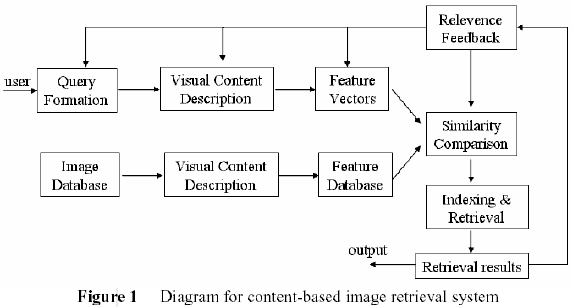 Relevence
Feedback
user
Query
Formation
Visual Content
Description
Feature
Vectors
Similarity
Comparison
Image
Database
Visual Content
Description
Feature
Database
Indexing &
Retrieval
output
Retrieval results
Figure 1 Diagram for content-based image retrieval system